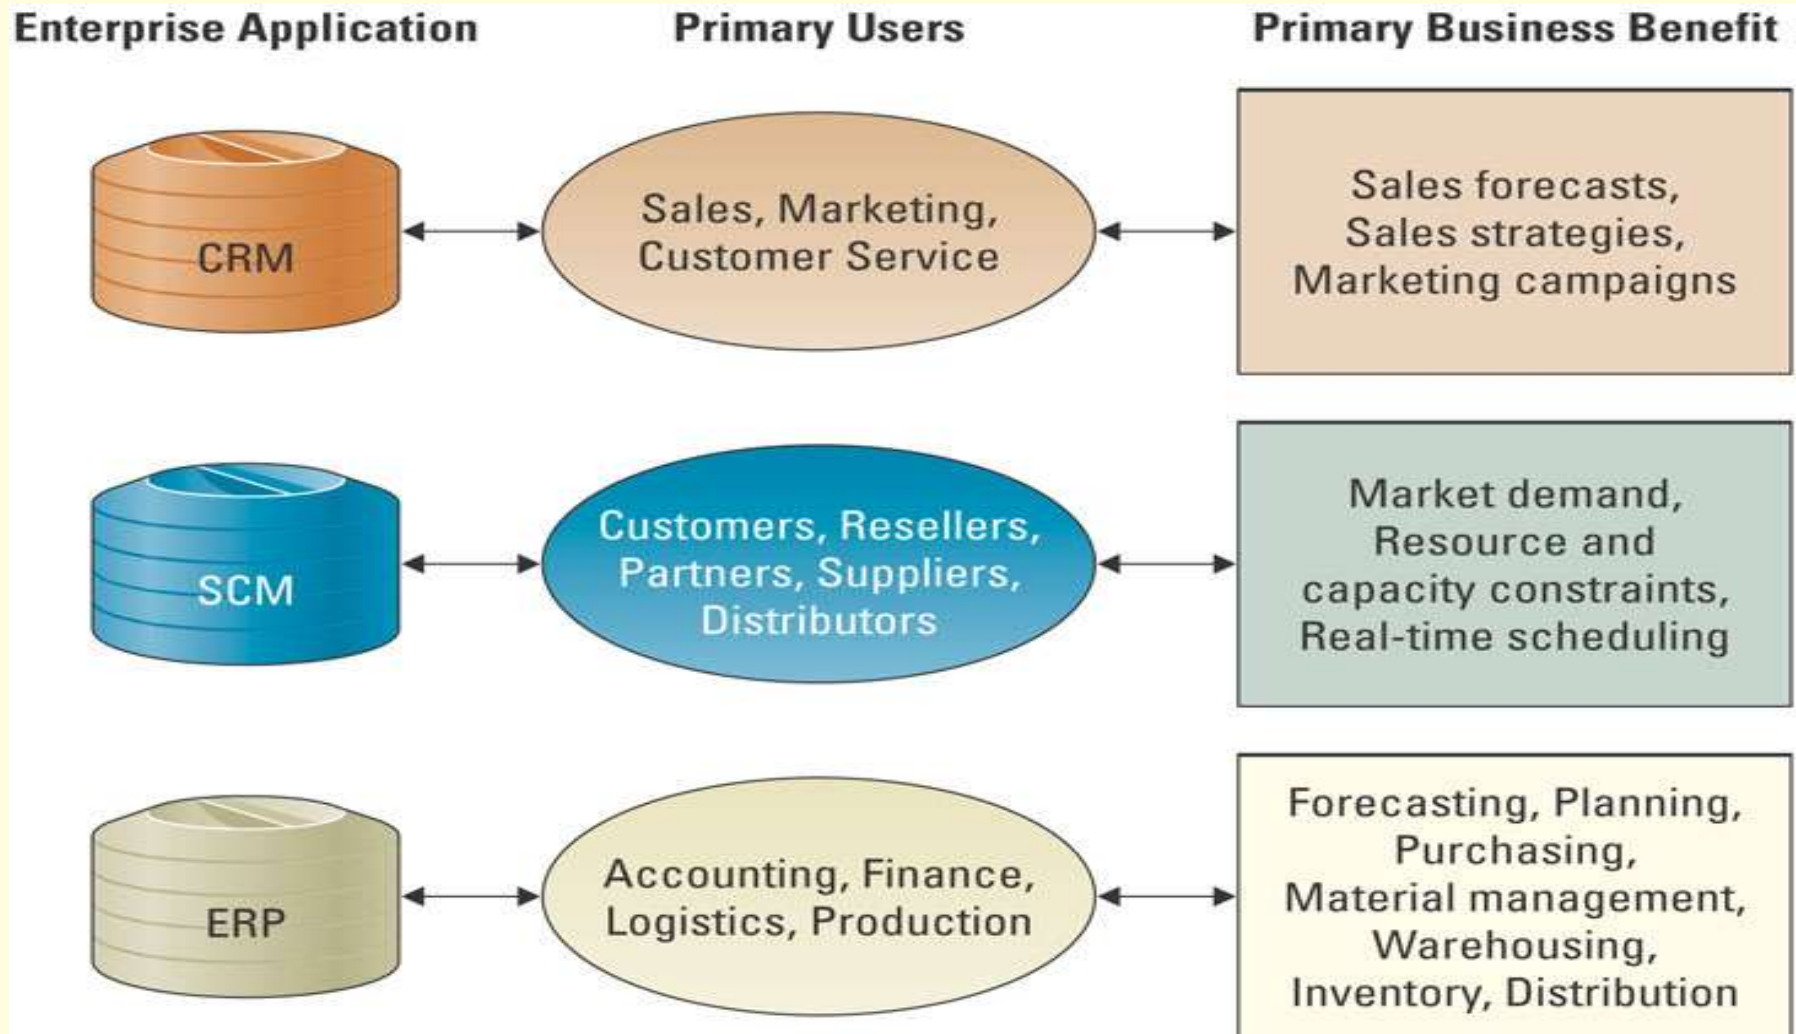 Enterprise Application
Primary Users
Primary Business Benefit
CRM
Sales, Marketing,
Customer Service
Sales forecasts,
Sales strategies,
Marketing campaigns
SCM
Customers, Resellers,
Partners, Suppliers,
Distributors
Market demand,
Resource and
capacity constraints,
Real-time scheduling
ERP
Accounting, Finance,
Logistics, Production
Forecasting, Planning,
Purchasing,
Material management,
Warehousing,
Inventory, Distribution